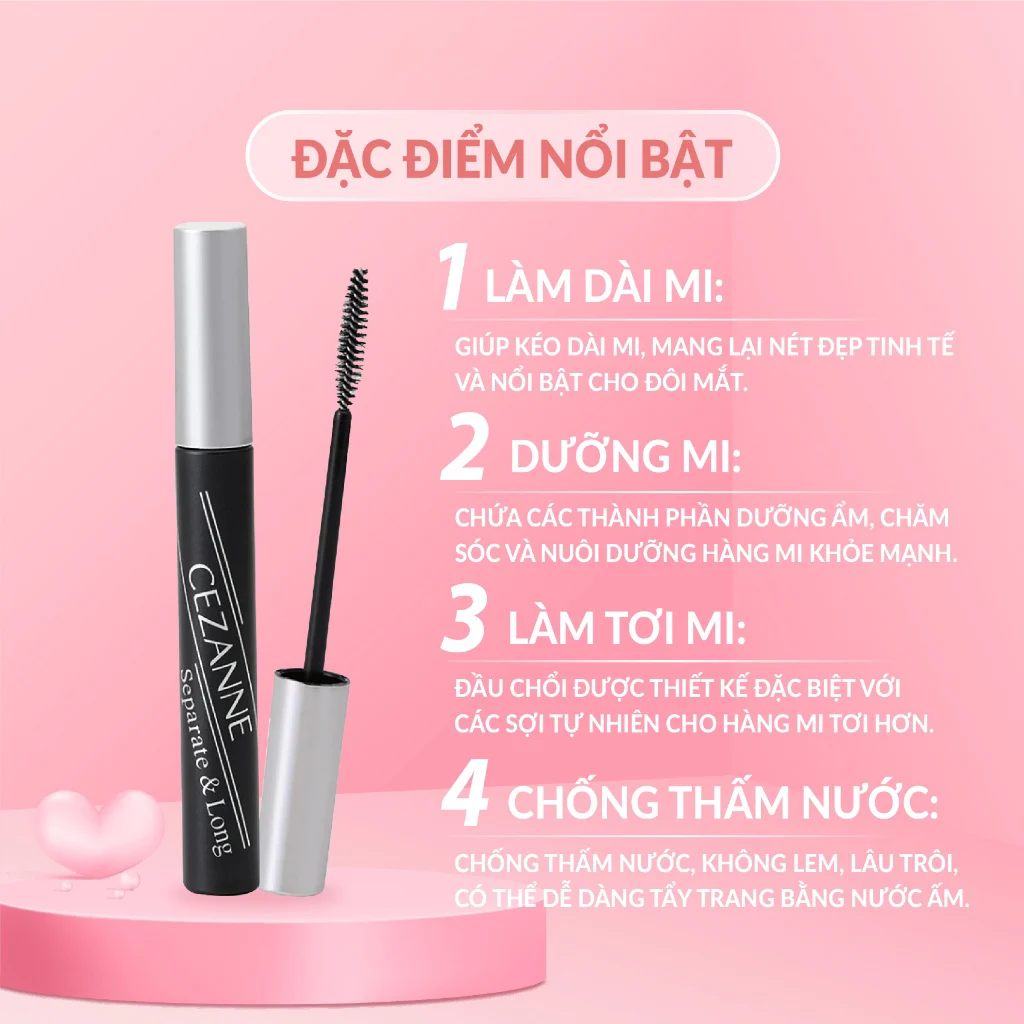 ĐẶC ĐIỂM NỔI BẬT
1 LÀM DÀI MI:
GIÚP KÉO DÀI MI, MANG LẠI NÉT ĐẸP TINH TẾ
VÀ NỔI BẬT CHO ĐÔI MẮT.
2 DƯỠNG MI:
CHỨA CÁC THÀNH PHẦN DƯỠNG ẨM, CHĂM
SÓC VÀ NUÔI DƯỠNG HÀNG MI KHỎE MẠNH.
3 LÀM TƠI MI:
ĐẦU CHỔI ĐƯỢC THIẾT KẾ ĐẶC BIỆT VỚI
CÁC SỢI TỰ NHIÊN CHO HÀNG MI TƠI HƠN.
4 CHỐNG THẤM NƯỚC:
CHỐNG THẤM NƯỚC, KHÔNG LEM, LÂU TRÔI,
CÓ THỂ DỄ DÀNG TẨY TRANG BẰNG NƯỚC ẤM.
CEZANNE
Separate & Long